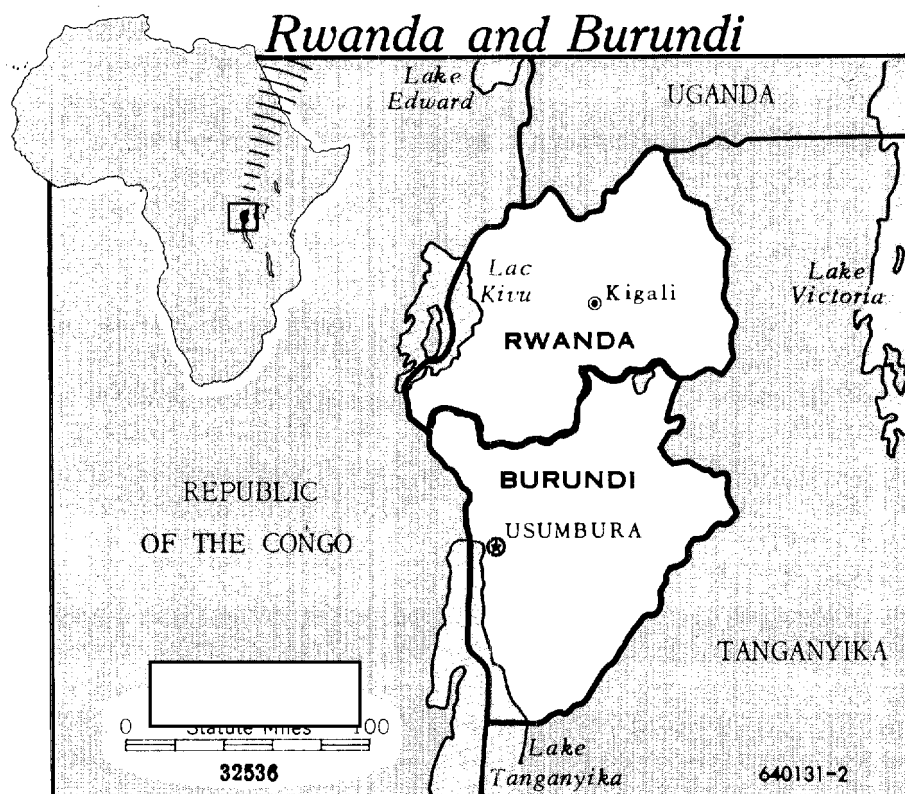 Rwanda and Burundi
Lake
Edward
UGANDA
Lac
Kivu
Kigali
Lake
Victoria
RWANDA
BURUNDI
REPUBLIC
OF THE CONGO
USUMBURA
TANGANYIKA
0 100
Statute Miles
32536
Lake
Tanganyika
640131-2